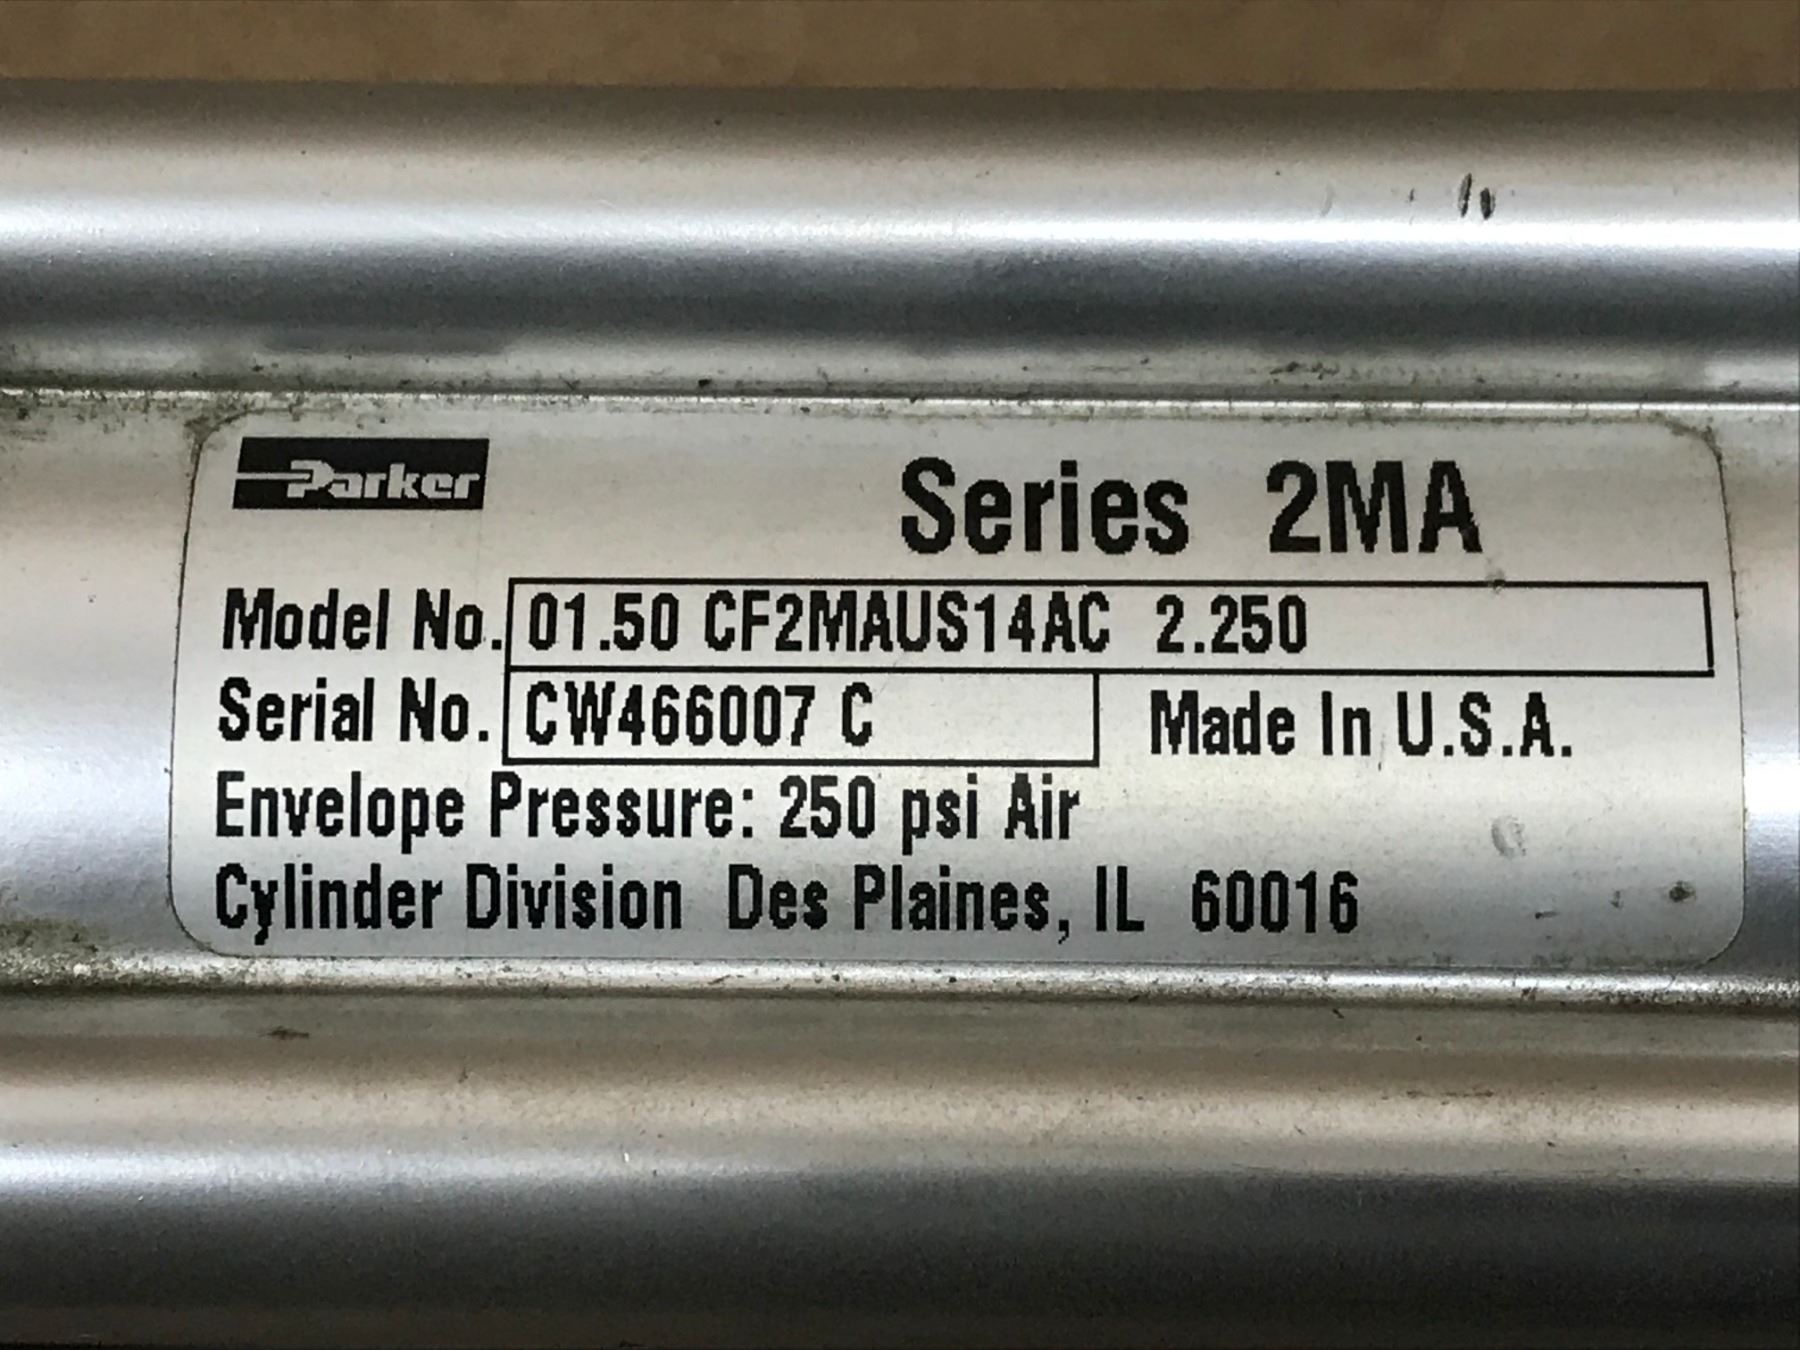 Parker
Series 2MA
Model No. 01.50 CF2MAUS14AC 2.250
Serial No. CW466007 C Made In U.S.A.
Envelope Pressure: 250 psi Air
Cylinder Division Des Plaines, IL 60016